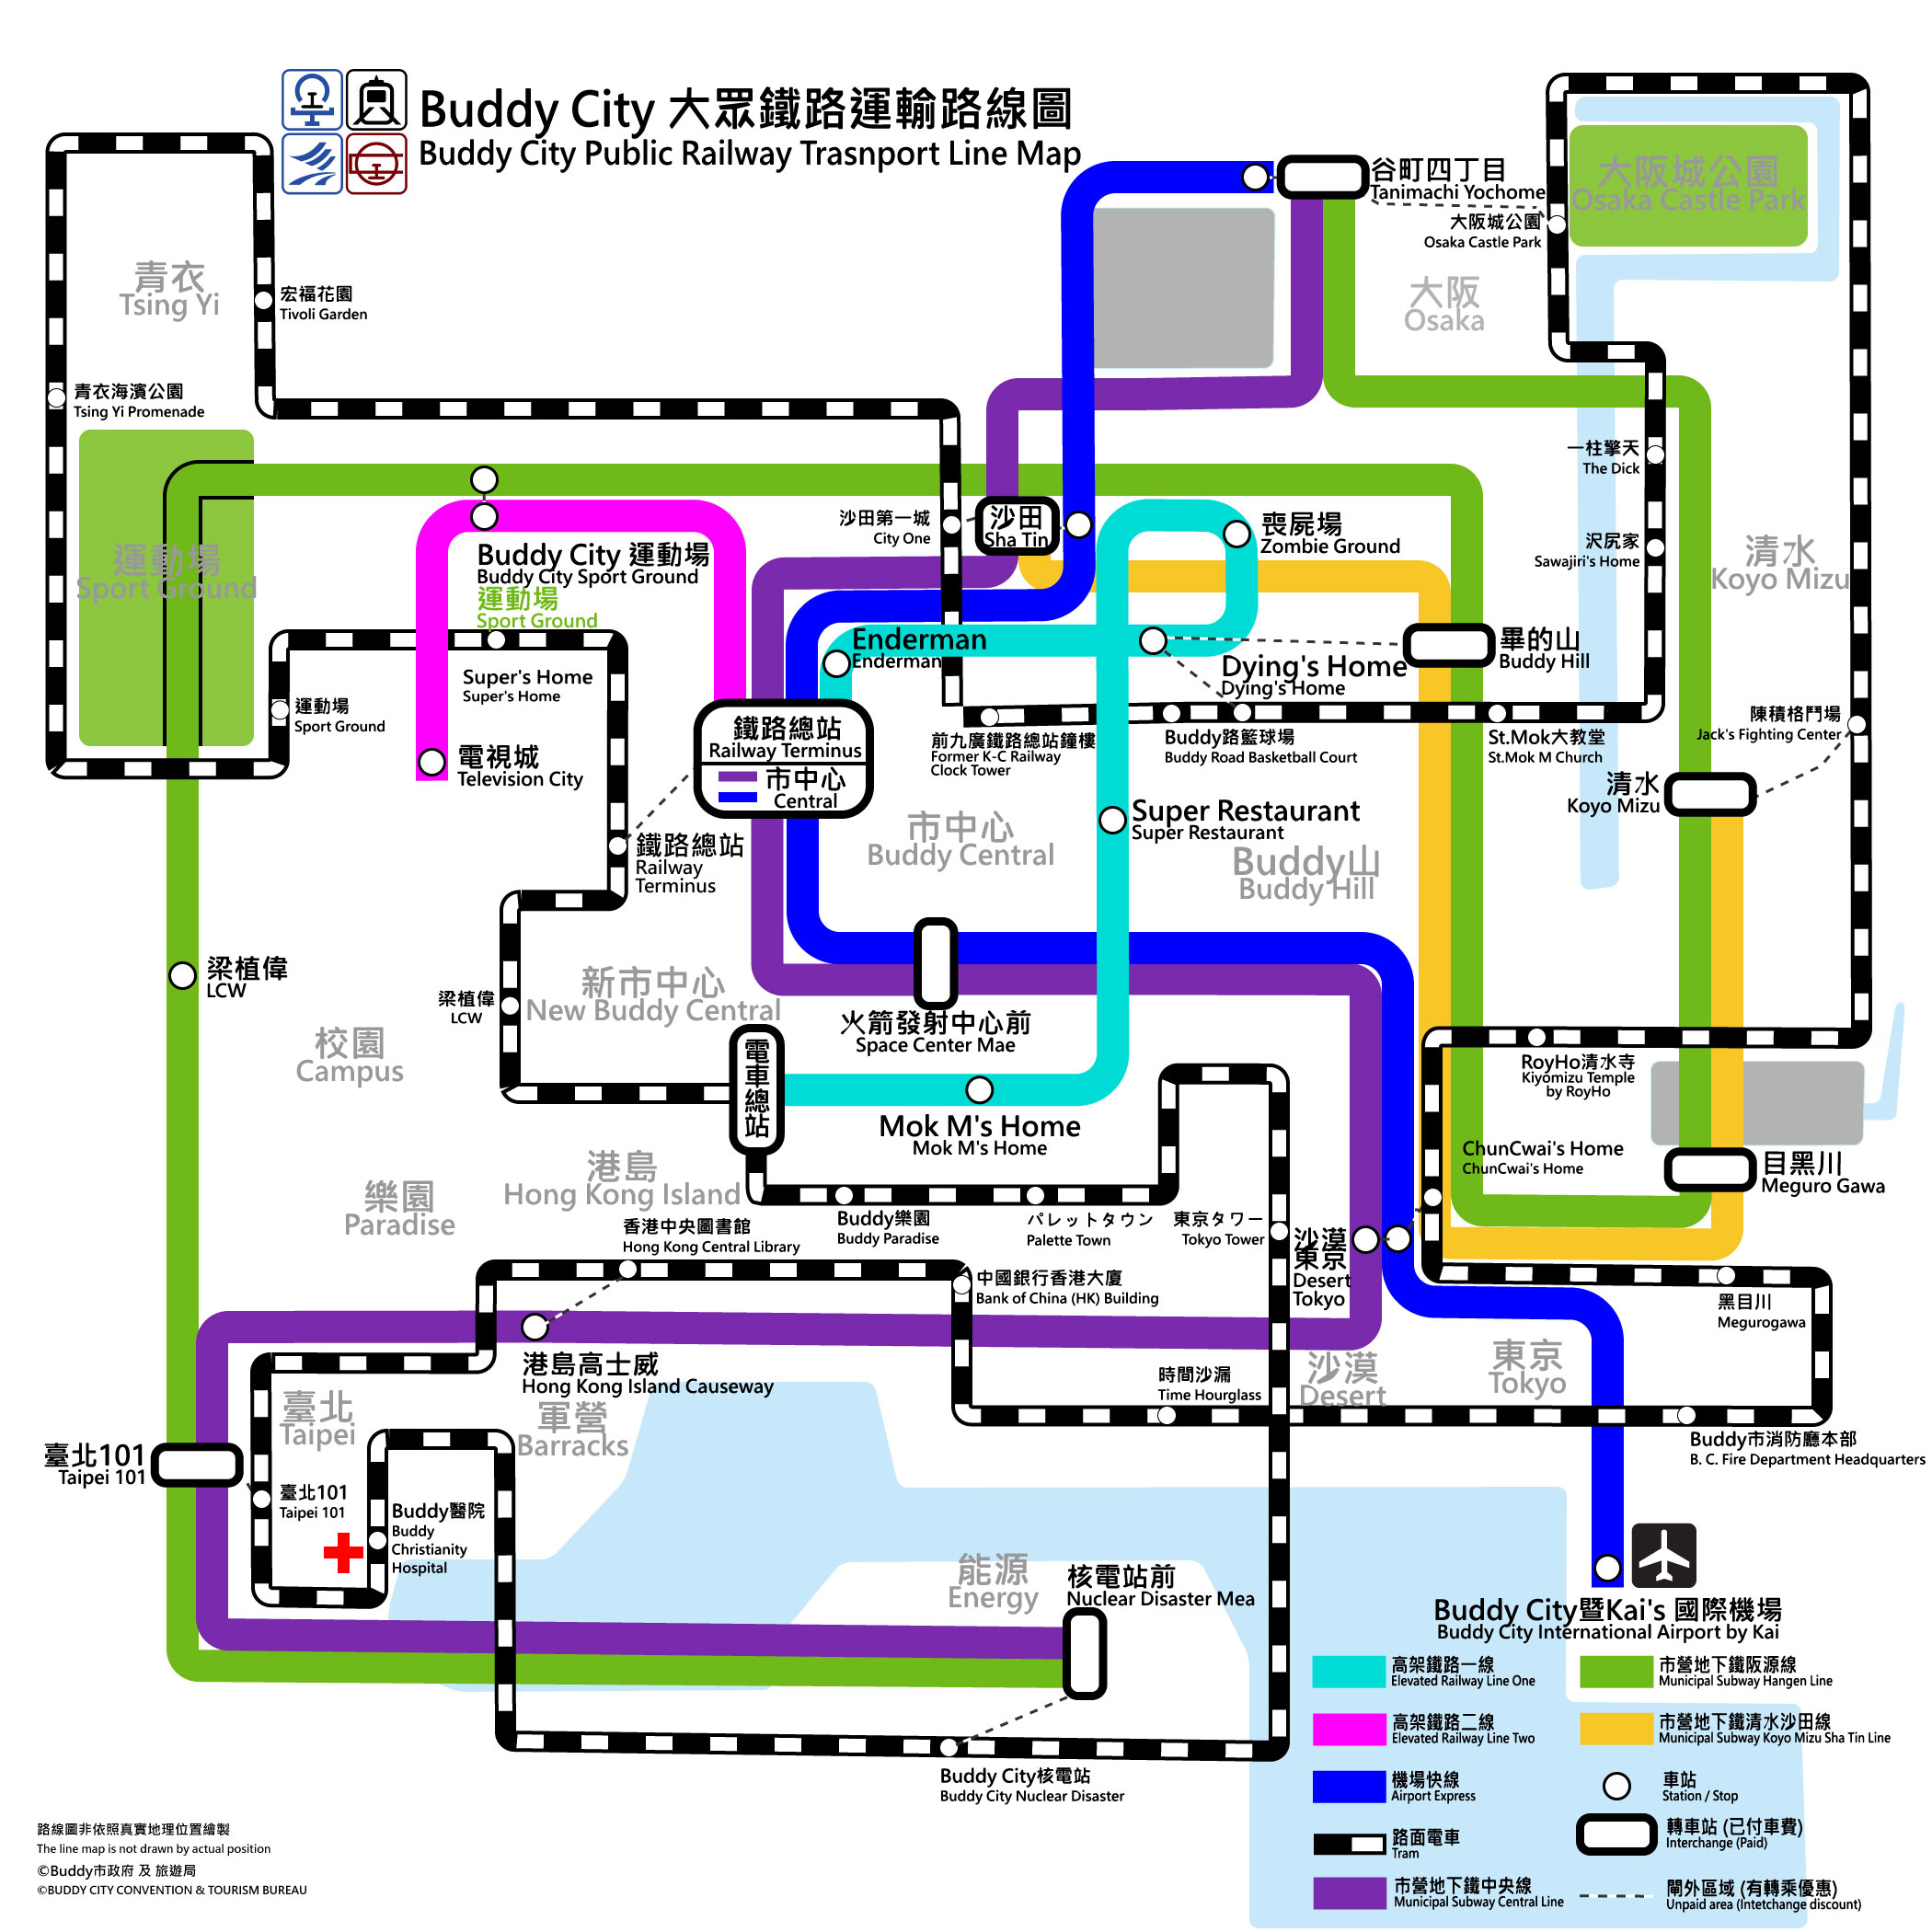 Buddy City 大眾鐵路運輸路線圖
Buddy City Public Railway Trasnport Line Map
谷町四丁目
Tanimachi Yochome
大阪城公園
Osaka Castle Park
大阪城公園
Osaka Castle Park
青衣
Tsing Yi
宏福花園
Tivoli Garden
大阪
Osaka
青衣海濱公園
Tsing Yi Promenade
一柱擎天
The Dick
沙田第一城
City One
沙田
Sha Tin
喪屍場
Zombie Ground
沢尻家
Sawajiri's Home
清水
Koyo Mizu
運動場
Sport Ground
Buddy City 運動場
Buddy City Sport Ground
運動場
Sport Ground
Enderman
Enderman
Dying's Home
Dying's Home
畢的山
Buddy Hill
Super's Home
Super's Home
運動場
Sport Ground
電視城
Television City
鐵路總站
Railway Terminus
市中心
Central
前九廣鐵路總站鐘樓
Former K-C Railway
Clock Tower
Buddy路籃球場
Buddy Road Basketball Court
St.Mok大教堂
St.Mok M Church
陳積格鬥場
Jack's Fighting Center
清水
Koyo Mizu
鐵路總站
Railway
Terminus
市中心
Buddy Central
Super Restaurant
Super Restaurant
Buddy山
Buddy Hill
梁植偉
LCW
梁植偉
LCW
新市中心
New Buddy Central
火箭發射中心前
Space Center Mae
校園
Campus
電車總站
RoyHo清水寺
Kiyomizu Temple
by RoyHo
Mok M's Home
Mok M's Home
ChunCwai's Home
ChunCwai's Home
目黑川
Meguro Gawa
港島
Hong Kong Island
樂園
Paradise
香港中央圖書館
Hong Kong Central Library
Buddy樂園
Buddy Paradise
パレットタウン
Palette Town
東京タワー
Tokyo Tower
沙漠
東京
Desert
Tokyo
中國銀行香港大廈
Bank of China (HK) Building
黑目川
Megurogawa
港島高士威
Hong Kong Island Causeway
時間沙漏
Time Hourglass
沙漠
Desert
東京
Tokyo
臺北
Taipei
軍營
Barracks
Buddy市消防廳本部
B. C. Fire Department Headquarters
臺北101
Taipei 101
臺北101
Taipei 101
Buddy醫院
Buddy
Christianity
Hospital
能源
Energy
核電站前
Nuclear Disaster Mea
Buddy City暨Kai's 國際機場
Buddy City International Airport by Kai
Buddy City核電站
Buddy City Nuclear Disaster
高架鐵路一線
Elevated Railway Line One
高架鐵路二線
Elevated Railway Line Two
機場快線
Airport Express
路面電車
Tram
市營地下鐵中央線
Municipal Subway Central Line
市營地下鐵阪源線
Municipal Subway Hangen Line
市營地下鐵清水沙田線
Municipal Subway Koyo Mizu Sha Tin Line
車站
Station / Stop
轉車站 (已付車費)
Interchange (Paid)
閘外區域 (有轉乘優惠)
Unpaid area (Intetchange discount)
路線圖非依照真實地理位置繪製
The line map is not drawn by actual position
©Buddy市政府 及 旅遊局
©BUDDY CITY CONVENTION & TOURISM BUREAU